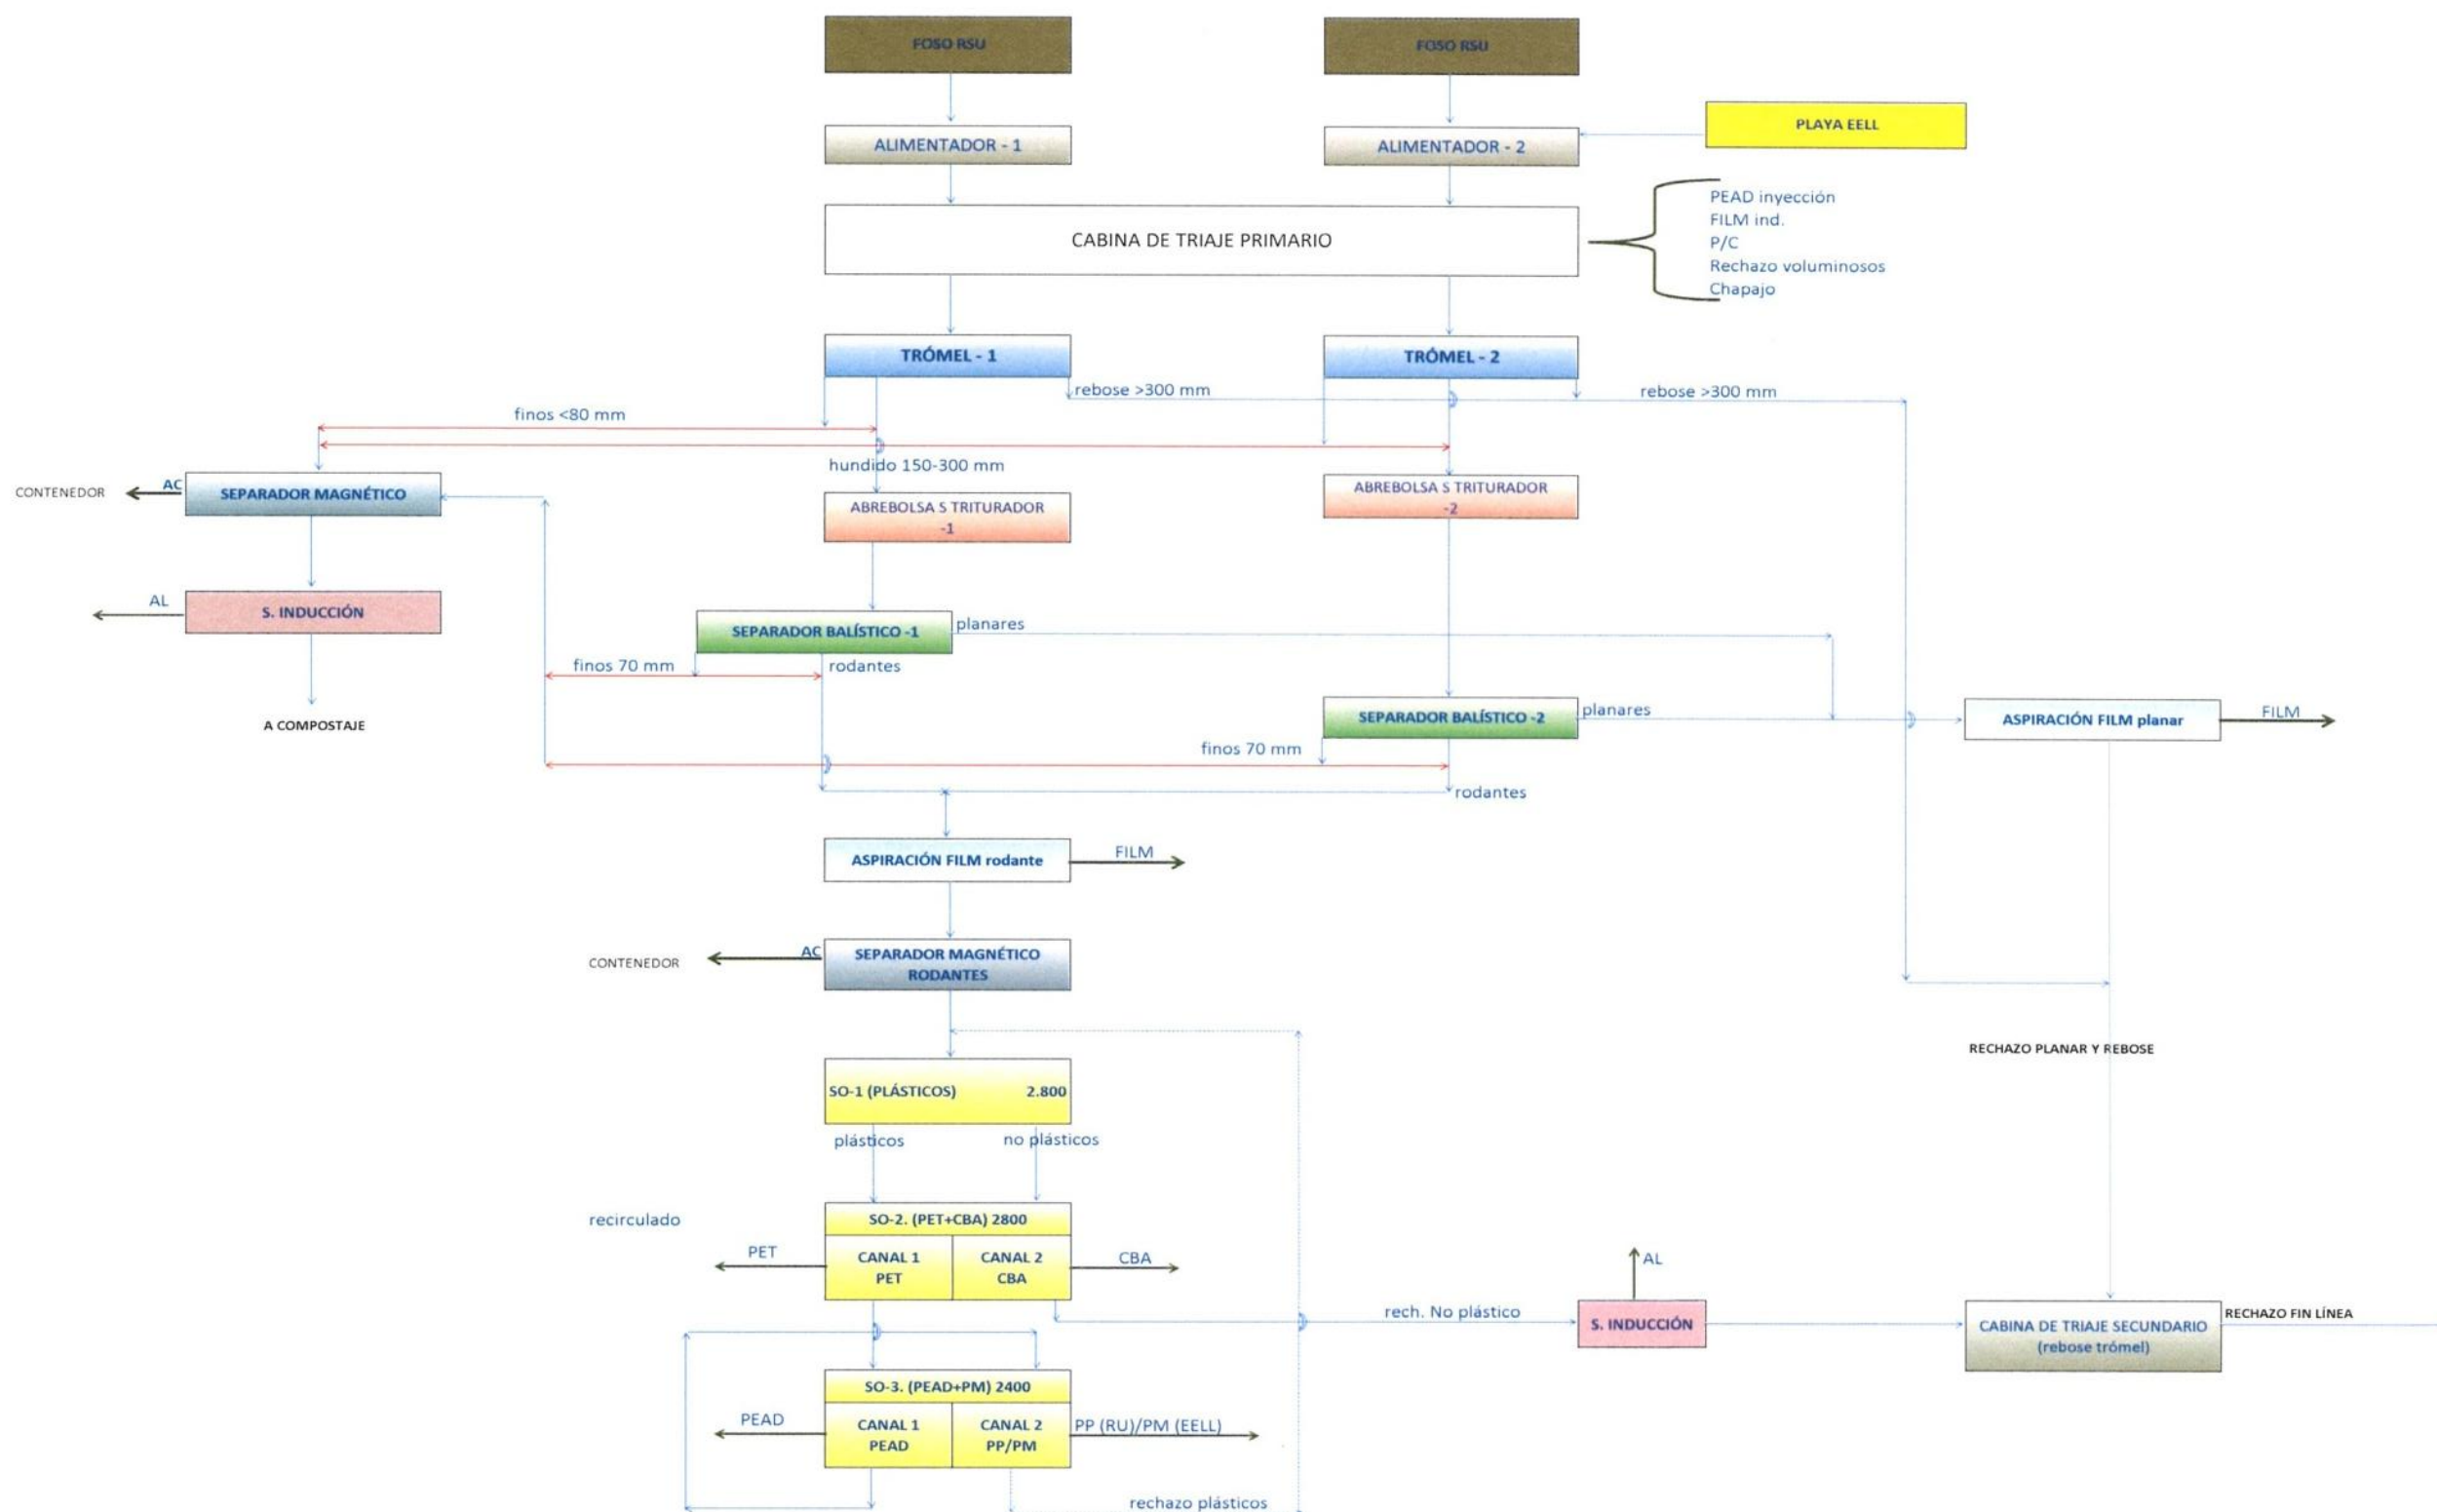 FOSO RSU
FOSO RSU
PLAYA EELL
ALIMENTADOR - 1
ALIMENTADOR - 2
PEAD inyección
FILM ind.
P/C
Rechazo voluminosos
Chapajo
CABINA DE TRIAJE PRIMARIO
TRÓMEL - 1
TRÓMEL - 2
rebose >300 mm
rebose >300 mm
finos <80 mm
hundido 150-300 mm
CONTENEDOR
AC
SEPARADOR MAGNÉTICO
ABREBOLSA S TRITURADOR
-1
ABREBOLSA S TRITURADOR
-2
AL
S. INDUCCIÓN
SEPARADOR BALÍSTICO -1
planares
finos 70 mm
rodantes
A COMPOSTAJE
SEPARADOR BALÍSTICO -2
planares
ASPIRACIÓN FILM planar
FILM
finos 70 mm
rodantes
ASPIRACIÓN FILM rodante
FILM
CONTENEDOR
AC
SEPARADOR MAGNÉTICO
RODANTES
RECHAZO PLANAR Y REBOSE
SO-1 (PLÁSTICOS) 2.800
plásticos
no plásticos
recirculado
SO-2. (PET+CBA) 2800
PET
CANAL 1
PET
CANAL 2
CBA
CBA
AL
rech. No plástico
S. INDUCCIÓN
CABINA DE TRIAJE SECUNDARIO
(rebose trómel)
RECHAZO FIN LÍNEA
SO-3. (PEAD+PM) 2400
PEAD
CANAL 1
PEAD
CANAL 2
PP/PM
PP (RU)/PM (EELL)
rechazo plásticos